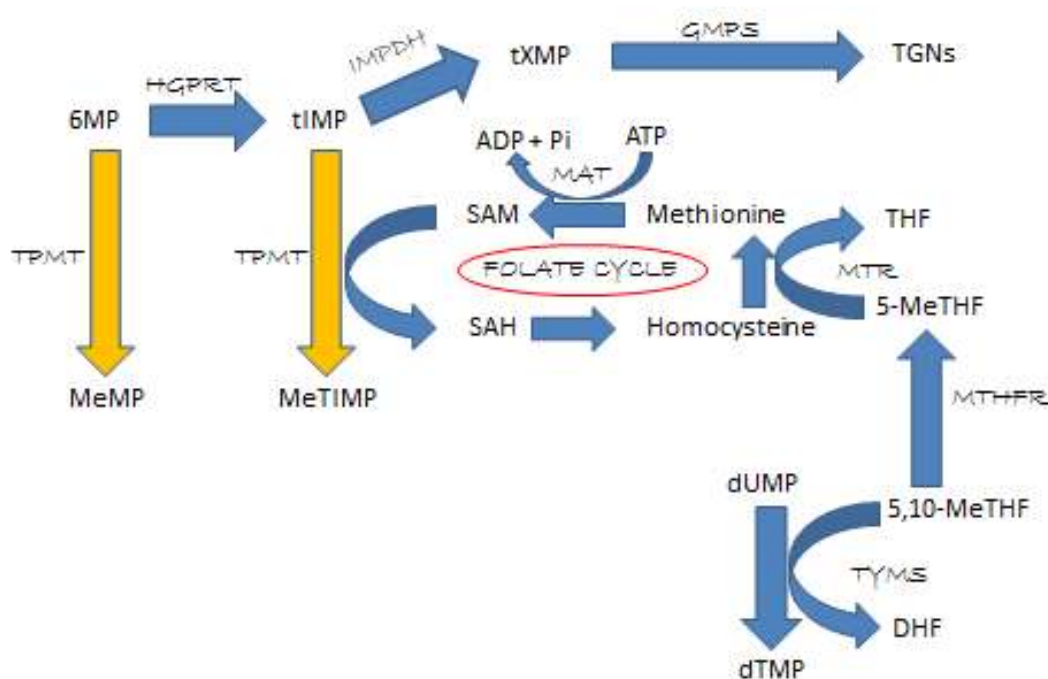 GMPS
IMPDH
tXMP
TGNs
HGPRT
6MP
tIMP
ADP + Pi
ATP
MAT
SAM
Methionine
THF
TPMT
TPMT
FOLATE CYCLE
MTR
5-MeTHF
SAH
Homocysteine
MeMP
MeTIMP
MTHFR
dUMP
5,10-MeTHF
TYMS
DHF
dTMP